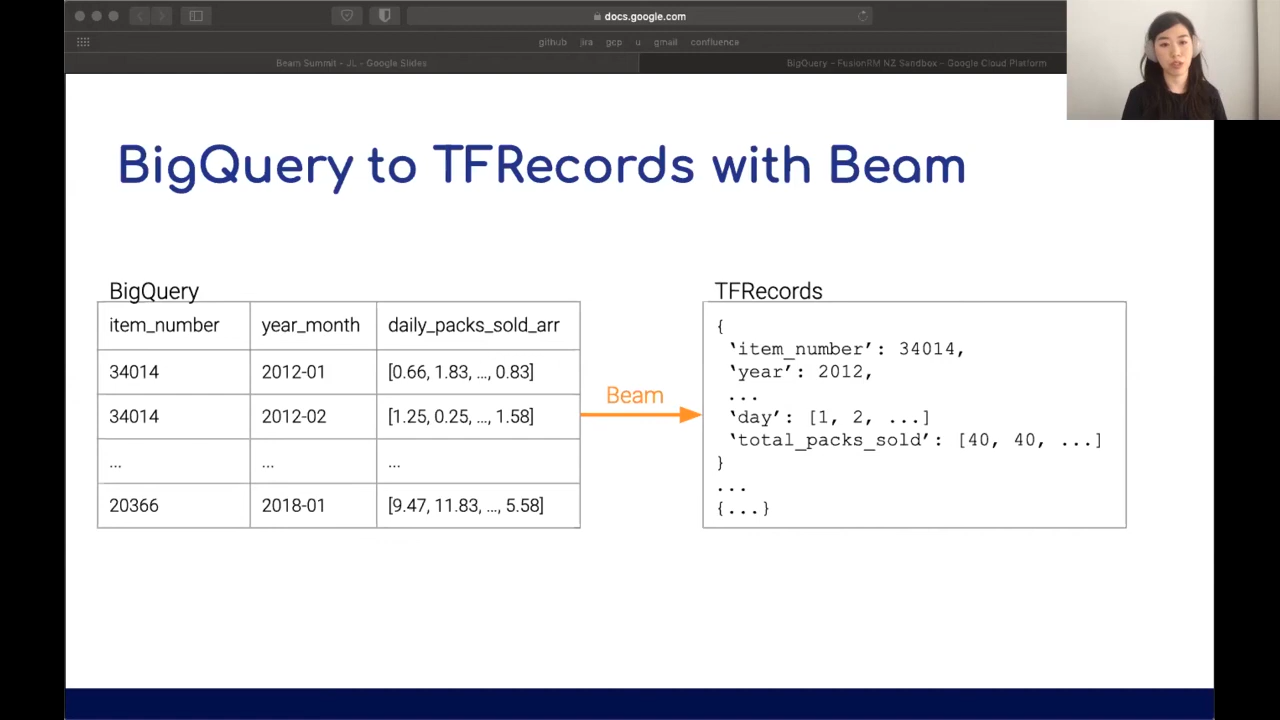 docs.google.com
github jira gcp u gmail confluence
Beam Summit - JL - Google Slides
BigQuery - FusionRM NZ Sandbox - Google Cloud Platform
BigQuery to TFRecords with Beam
BigQuery
item_number year_month daily_packs_sold_arr
34014 2012-01 [0.66, 1.83, ..., 0.83]
34014 2012-02 [1.25, 0.25, ..., 1.58]
... ... ...
20366 2018-01 [9.47, 11.83, ..., 5.58]
Beam
TFRecords
{
‘item_number’: 34014,
‘year’: 2012,
...
‘day’: [1, 2, ...]
‘total_packs_sold’: [40, 40, ...]
}
...
{...}